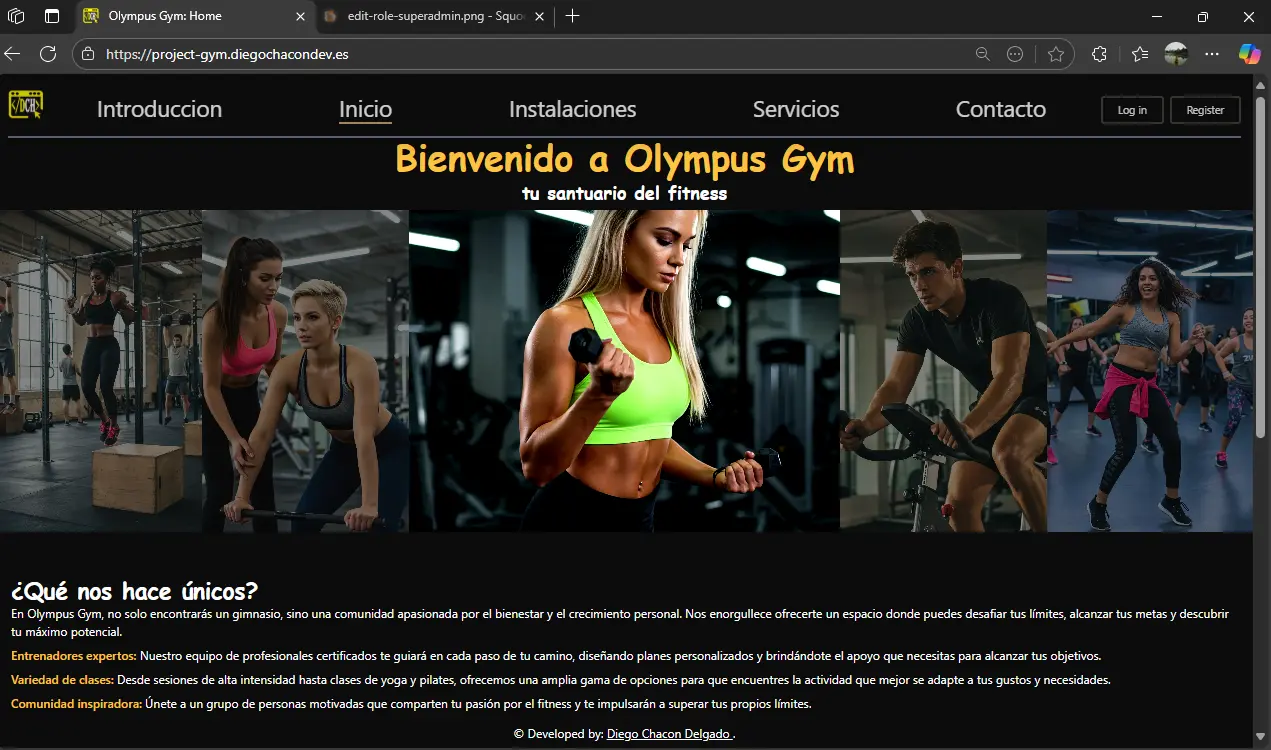 Olympus Gym: Home
edit-role-superadmin.png - Squo
https://project-gym.diegochacondev.es
</DCH>
Introduccion
Inicio
Instalaciones
Servicios
Contacto
Log in
Register
Bienvenido a Olympus Gym
tu santuario del fitness
¿Qué nos hace únicos?
En Olympus Gym, no solo encontrarás un gimnasio, sino una comunidad apasionada por el bienestar y el crecimiento personal. Nos enorgullece ofrecerte un espacio donde puedes desafiar tus límites, alcanzar tus metas y descubrir
tu máximo potencial.
Entrenadores expertos: Nuestro equipo de profesionales certificados te guiará en cada paso de tu camino, diseñando planes personalizados y brindándote el apoyo que necesitas para alcanzar tus objetivos.
Variedad de clases: Desde sesiones de alta intensidad hasta clases de yoga y pilates, ofrecemos una amplia gama de opciones para que encuentres la actividad que mejor se adapte a tus gustos y necesidades.
Comunidad inspiradora: Únete a un grupo de personas motivadas que comparten tu pasión por el fitness y te impulsarán a superar tus propios límites.
© Developed by: Diego Chacon Delgado .